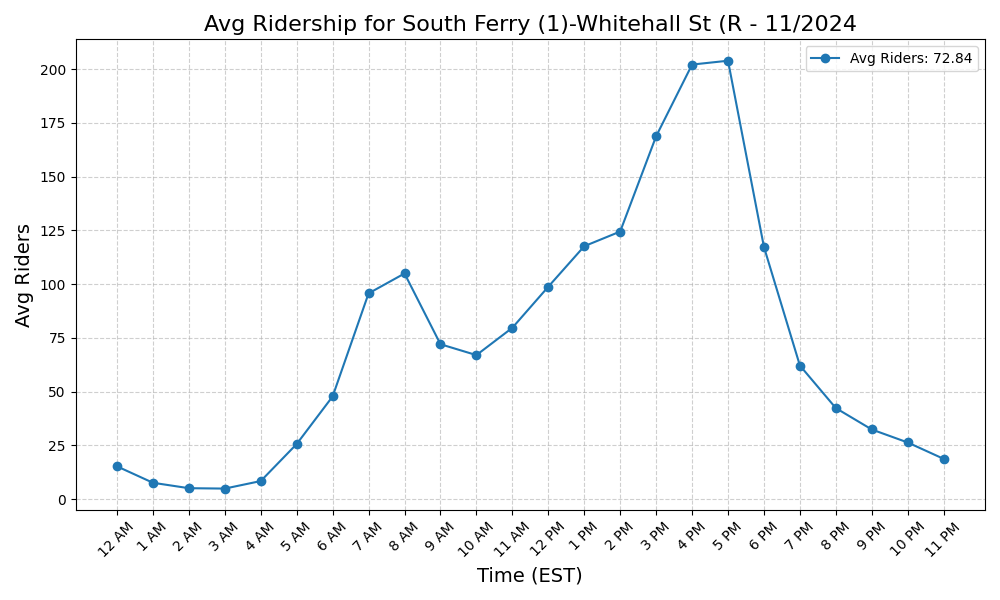 Avg Ridership for South Ferry (1)-Whitehall St (R - 11/2024
Avg Riders: 72.84
200
175
150
125
100
75
50
25
0
Avg Riders
12 AM
1 AM
2 AM
3 AM
4 AM
5 AM
6 AM
7 AM
8 AM
9 AM
10 AM
11 AM
12 PM
1 PM
2 PM
3 PM
4 PM
5 PM
6 PM
7 PM
8 PM
9 PM
10 PM
11 PM
Time (EST)